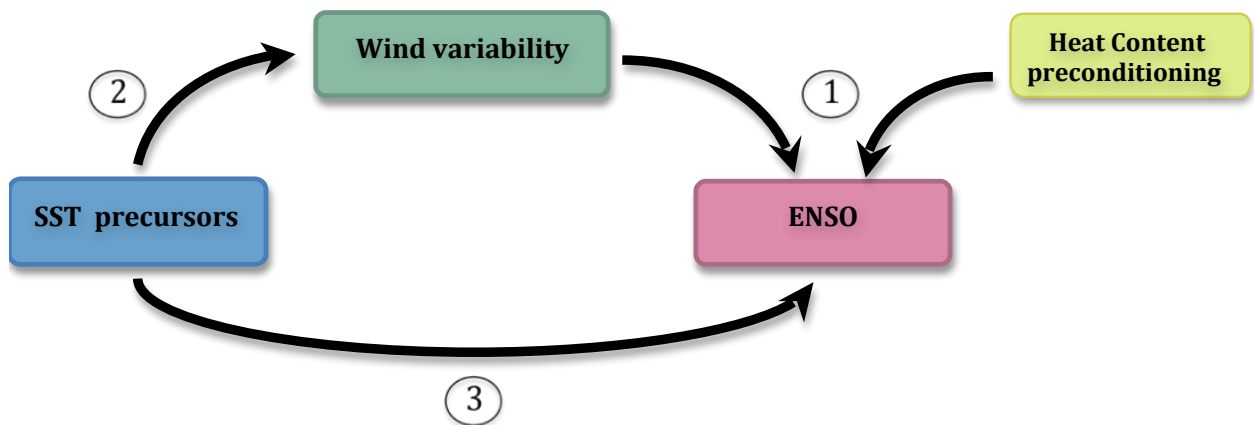 Wind variability
Heat Content
preconditioning
2
1
SST precursors
ENSO
3